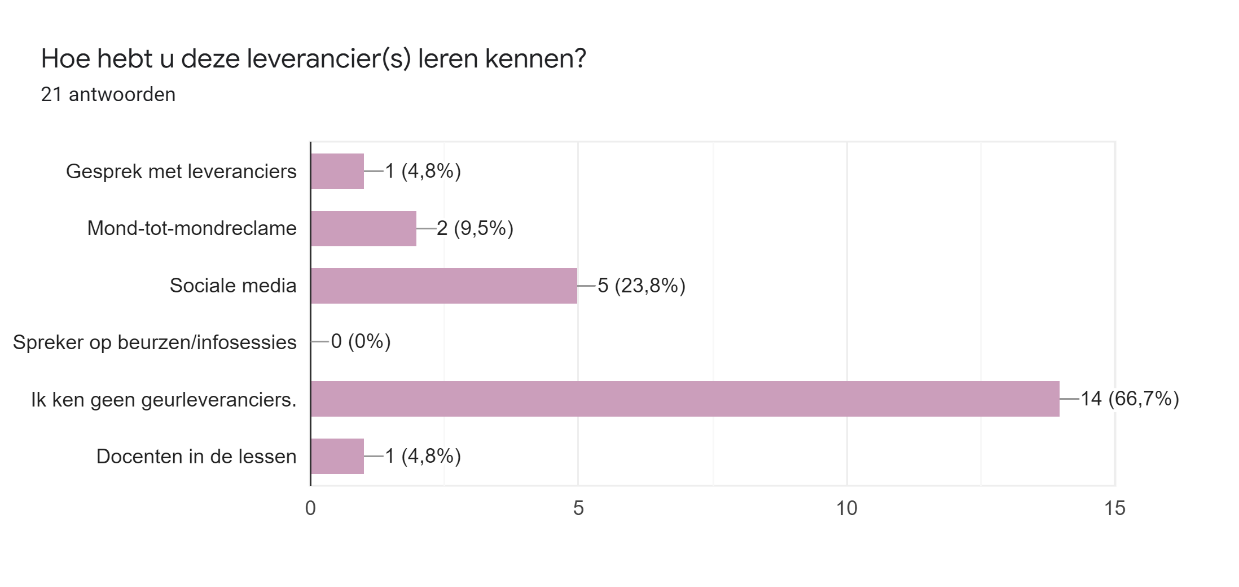 Hoe hebt u deze leverancier(s) leren kennen?
21 antwoorden
Gesprek met leveranciers 1 (4,8%)
Mond-tot-mondreclame 2 (9,5%)
Sociale media 5 (23,8%)
Spreker op beurzen/infosessies 0 (0%)
Ik ken geen geurleveranciers. 14 (66,7%)
Docenten in de lessen 1 (4,8%)
0 5 10 15